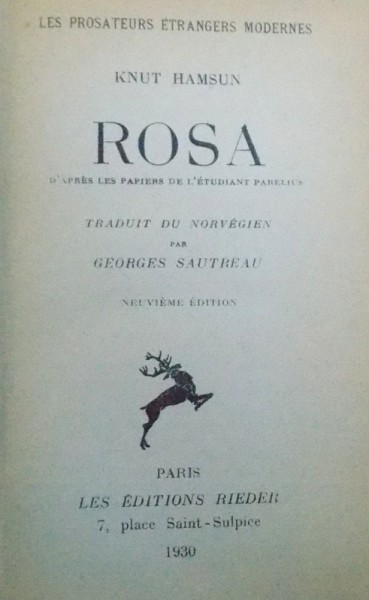 LES PROSATEURS ÉTRANGERS MODERNES
KNUT HAMSUN
ROSA
D'APRÈS LES PAPIERS DE L'ÉTUDIANT PARELIUS
TRADUIT DU NORVÉGIEN
PAR
GEORGES SAUTREAU
NEUVIÈME ÉDITION
PARIS
LES ÉDITIONS RIEDER
7, place Saint-Sulpice
1930